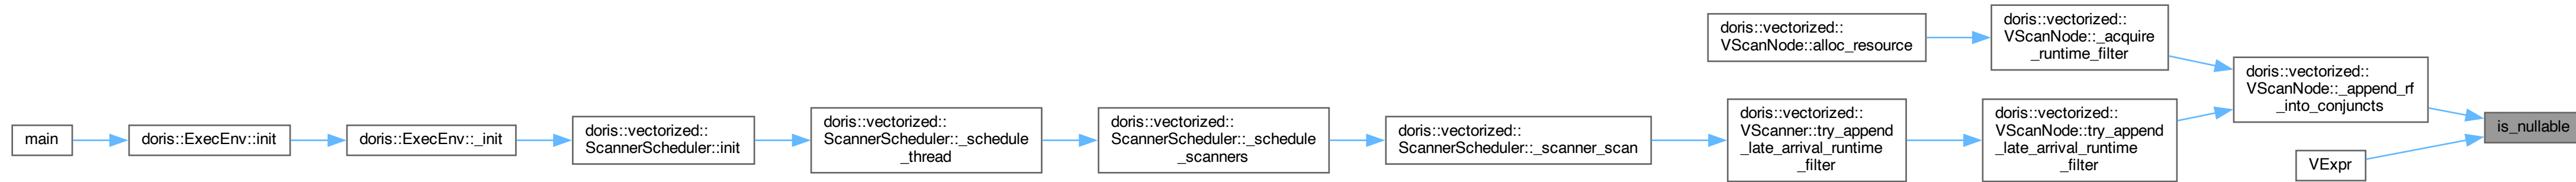 main
doris::ExecEnv::init
doris::ExecEnv::_init
doris::vectorized::
ScannerScheduler::init
doris::vectorized::
ScannerScheduler::_schedule
_thread
doris::vectorized::
ScannerScheduler::_schedule
_scanners
doris::vectorized::
ScannerScheduler::_scanner_scan
doris::vectorized::
VScanner::try_append
_late_arrival_runtime
_filter
doris::vectorized::
VScanNode::try_append
_late_arrival_runtime
_filter
doris::vectorized::
VScanNode::alloc_resource
doris::vectorized::
VScanNode::_acquire
_runtime_filter
doris::vectorized::
VScanNode::_append_rf
_into_conjuncts
VExpr
is_nullable